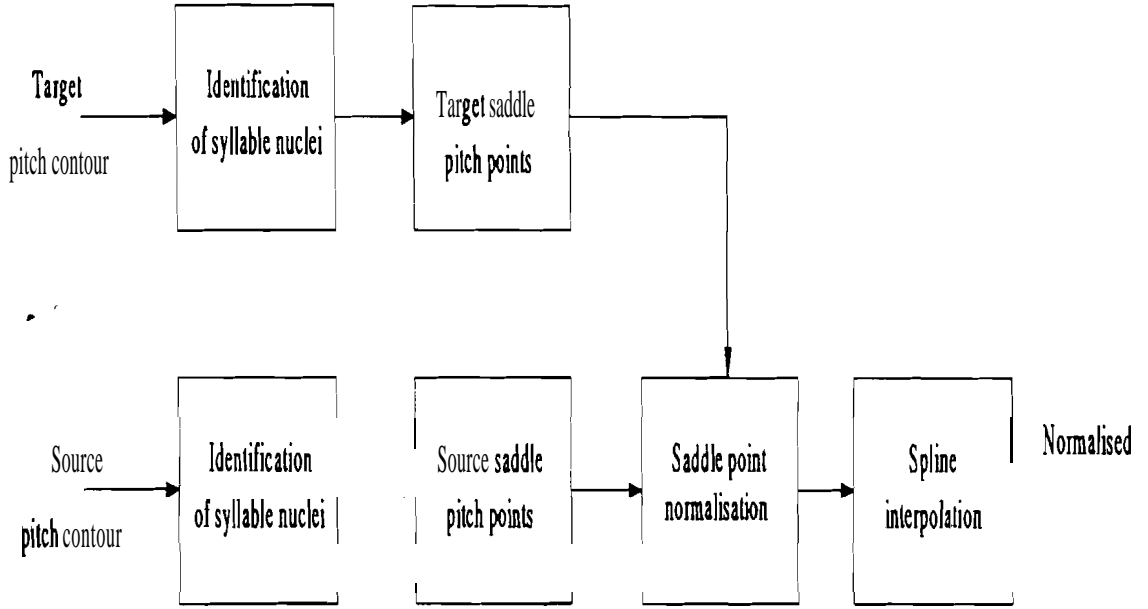 Target
pitch contour
Identification
of syllable nuclei
Target saddle
pitch points
Source
pitch contour
Identification
of syllable nuclei
Source saddle
pitch points
Saddle point
normalisation
Spline
interpolation
Normalised